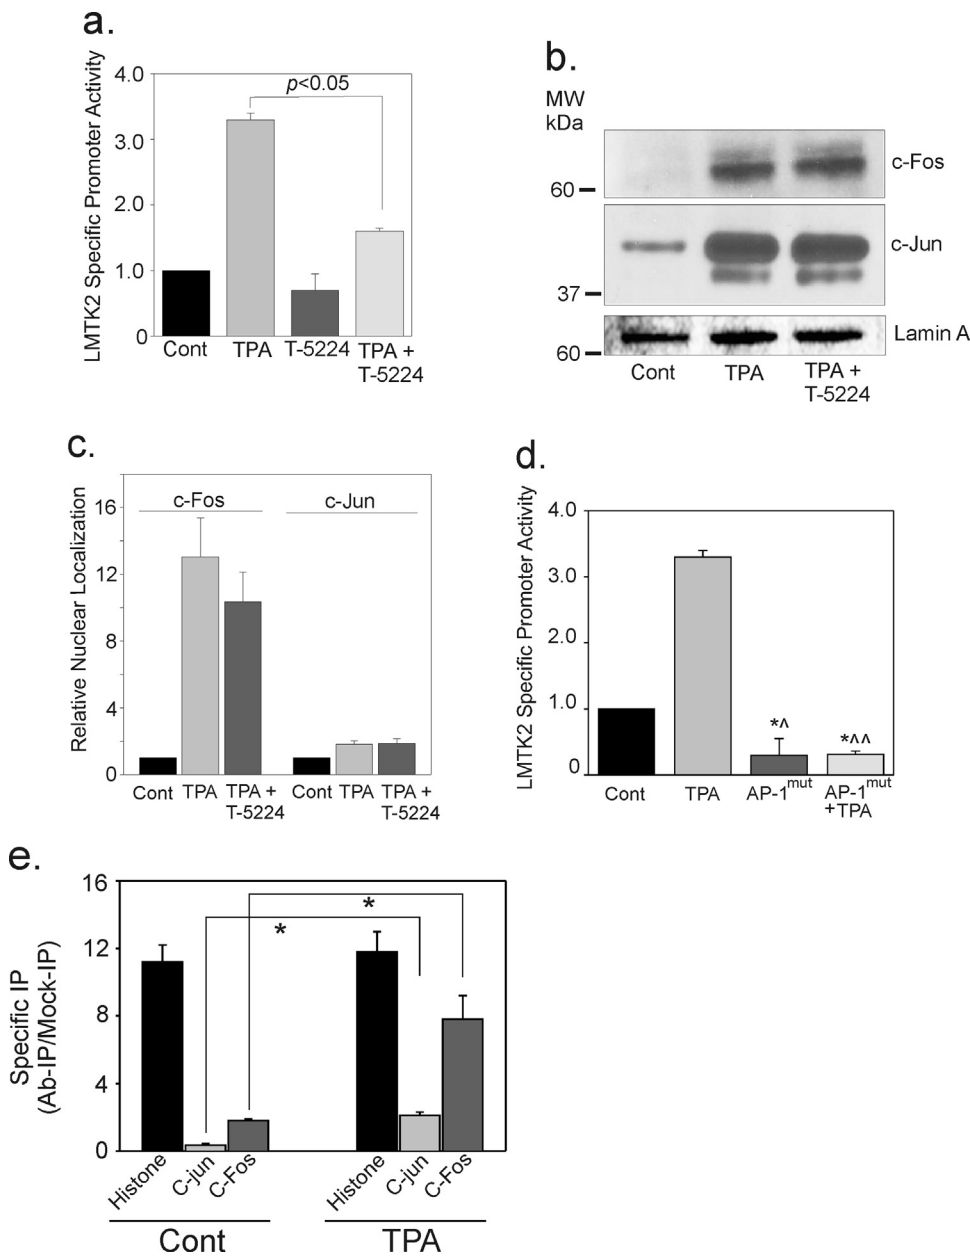 a.
LMTK2 Specific Promoter Activity
4.0
3.0
2.0
1.0
0
p<0.05
Cont
TPA
T-5224
TPA +
T-5224
b.
MW
kDa
60
37
60
c-Fos
c-Jun
Lamin A
Cont
TPA
TPA +
T-5224
c.
Relative Nuclear Localization
16
12
8
4
0
c-Fos
c-Jun
Cont
TPA
TPA +
T-5224
Cont
TPA
TPA +
T-5224
d.
LMTK2 Specific Promoter Activity
4.0
3.0
2.0
1.0
0
*^
*^^
Cont
TPA
AP-1mut
AP-1mut
+TPA
e.
Specific IP
(Ab-IP/Mock-IP)
16
12
8
4
0
*
*
Histone
C-jun
C-Fos
Histone
C-jun
C-Fos
Cont
TPA